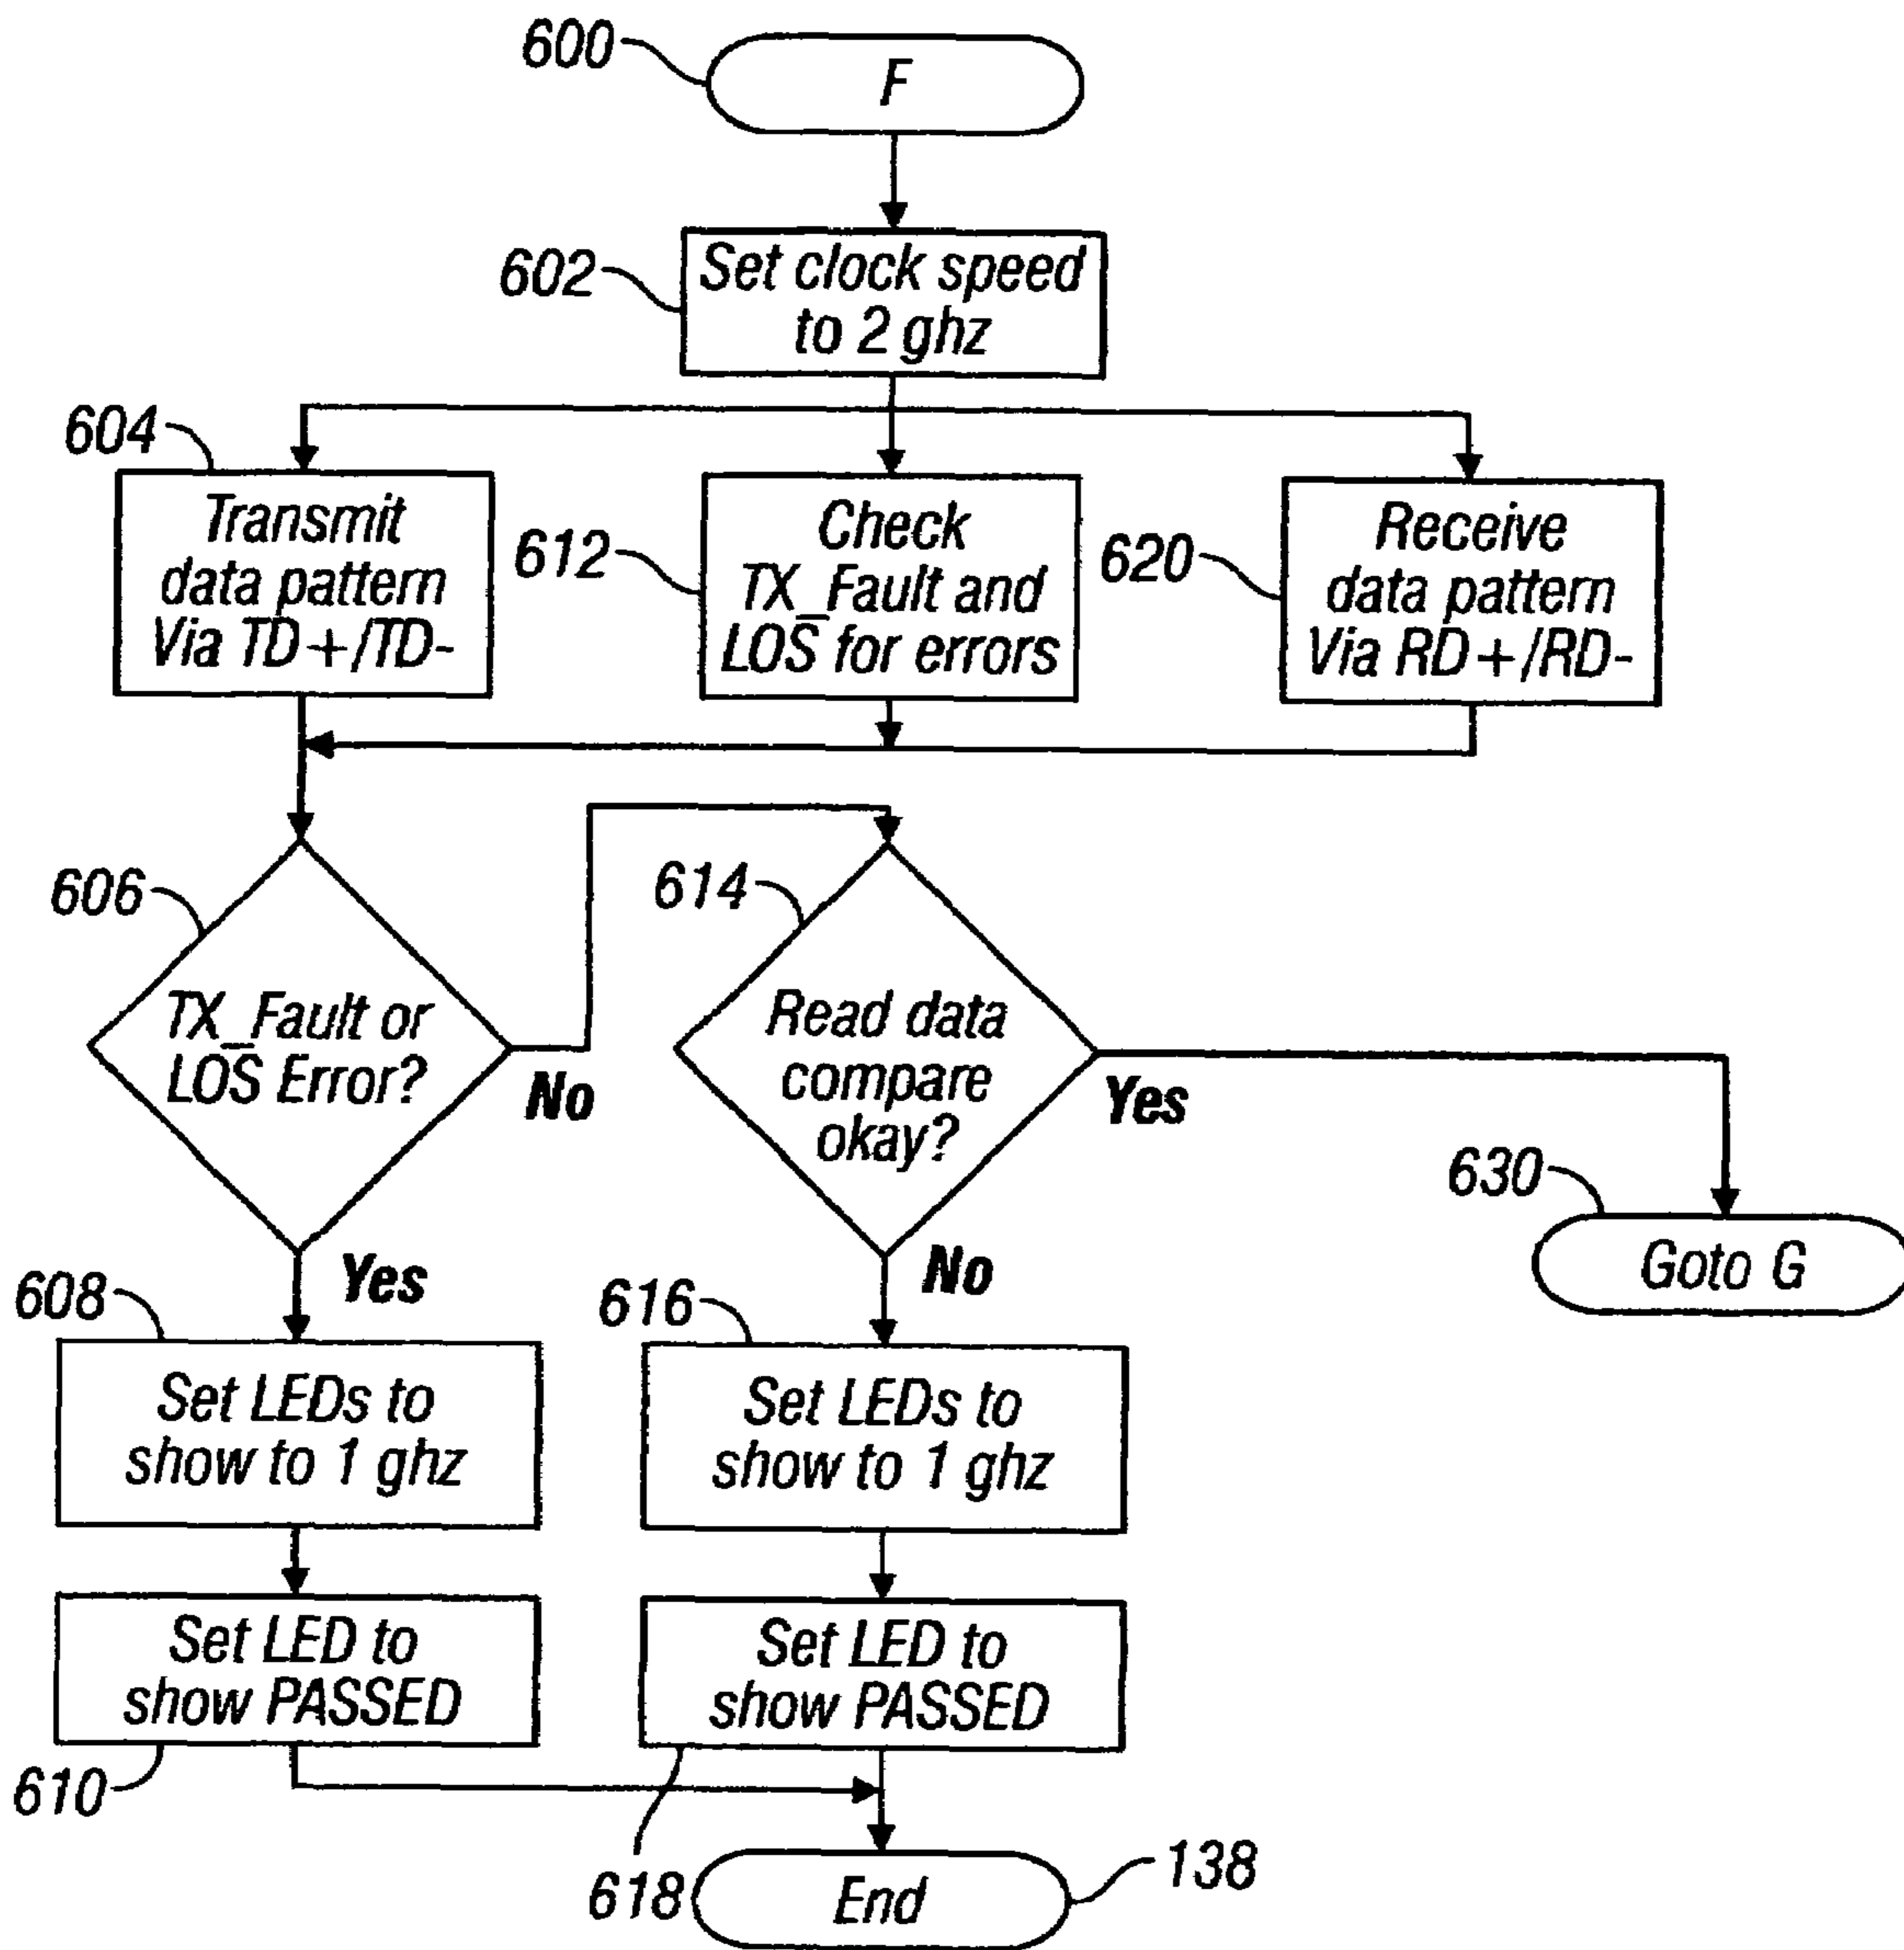 600
F
602
Set clock speed
to 2 ghz
604
Transmit
data pattern
Via TD+/TD-
612
Check
TX_Fault and
LOS for errors
620
Receive
data pattern
Via RD+/RD-
606
TX_Fault or
LOS Error?
No
Yes
614
Read data
compare
okay?
Yes
No
630
Goto G
608
Set LEDs to
show to 1 ghz
616
Set LEDs to
show to 1 ghz
Set LED to
show PASSED
610
Set LED to
show PASSED
618
End
138